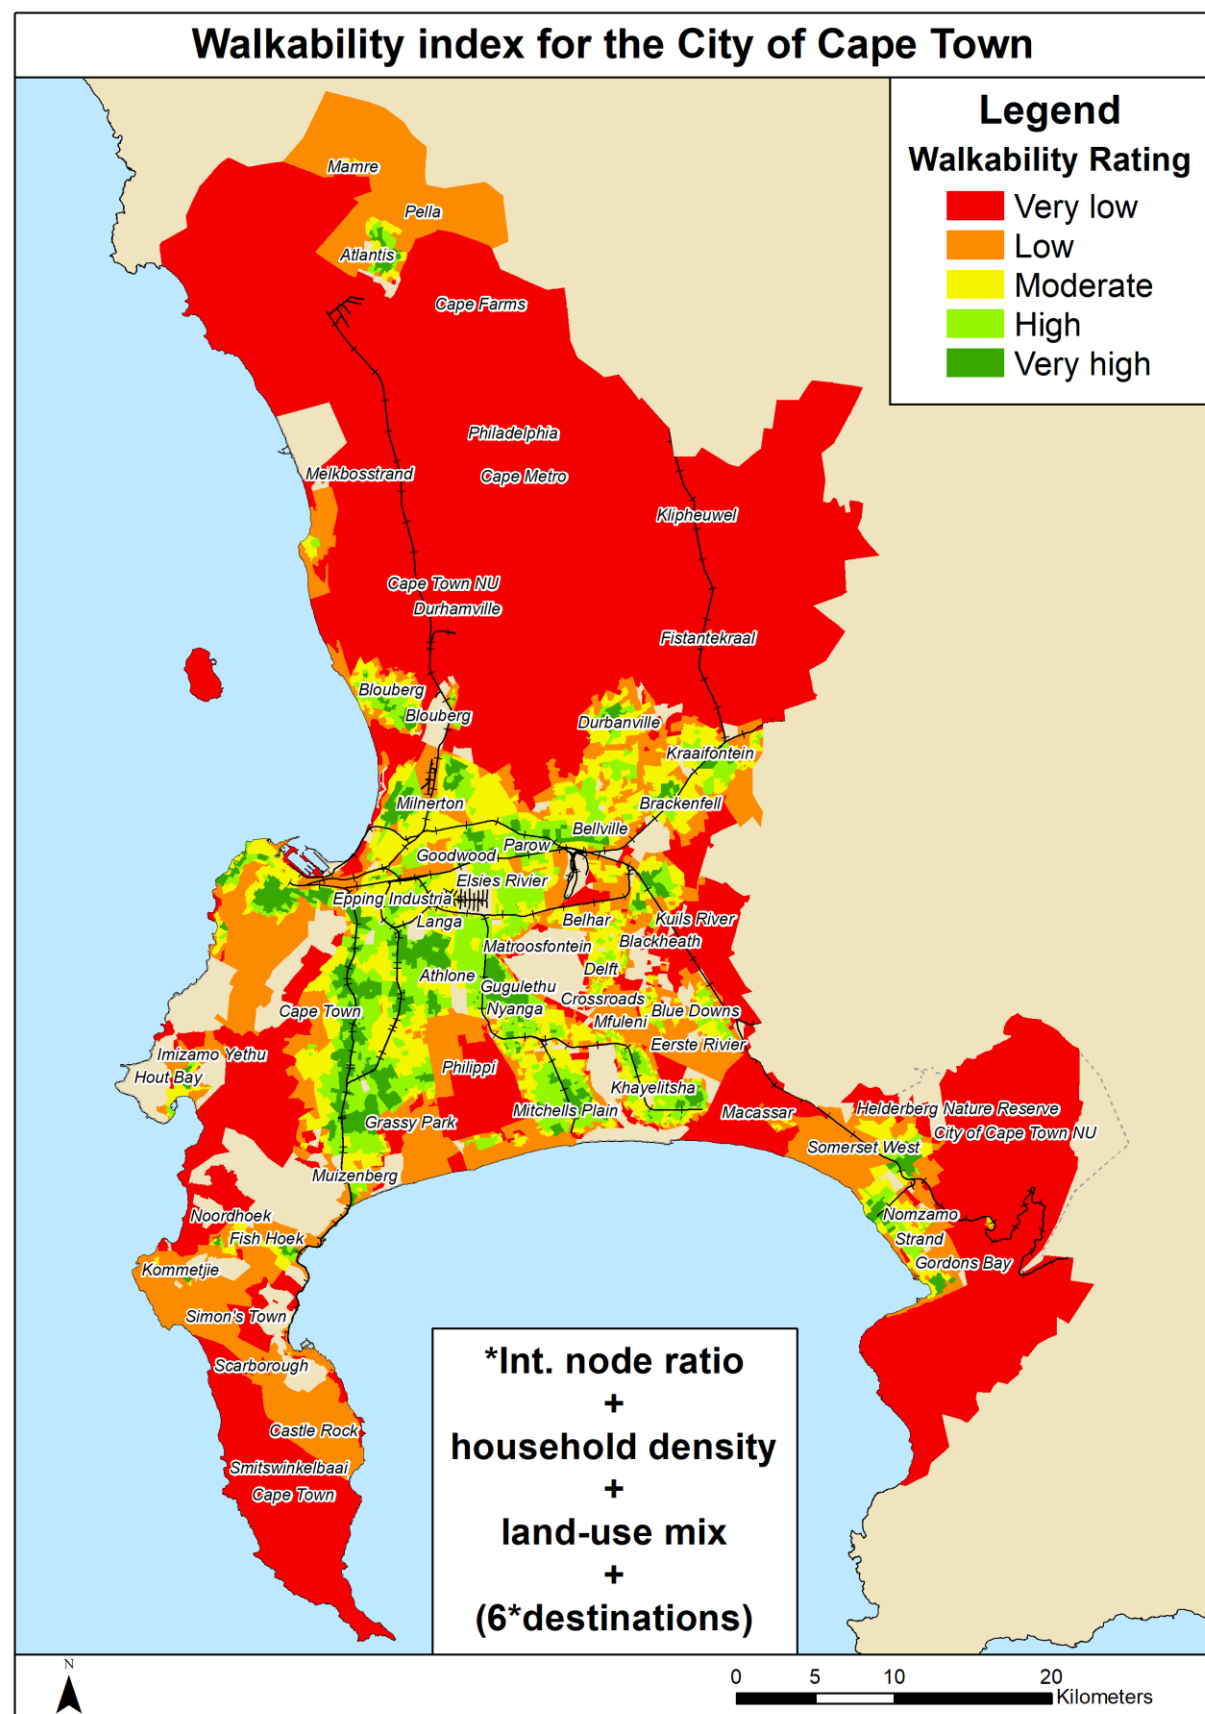 Walkability index for the City of Cape Town
Legend
Walkability Rating
Very low
Low
Moderate
High
Very high
Mamre
Pella
Atlantis
Cape Farms
Philadelphia
Melkbosstrand
Cape Metro
Klipheuwel
Cape Town NU
Durhamville
Fistantekraal
Blouberg
Blouberg
Durbanville
Kraaifontein
Milnerton
Brackenfell
Bellville
Parow
Goodwood
Elsies Rivier
Epping Industria
Langa
Belhar
Kuils River
Matroosfontein
Blackheath
Athlone
Delft
Gugulethu
Crossroads
Cape Town
Nyanga
Blue Downs
Mfuleni
Imizamo Yethu
Eerste Rivier
Hout Bay
Philippi
Khayelitsha
Grassy Park
Mitchells Plain
Macassar
Helderberg Nature Reserve
City of Cape Town NU
Somerset West
Muizenberg
Noordhoek
Nomzamo
Fish Hoek
Strand
Kommetjie
Gordons Bay
Simon's Town
Scarborough
Castle Rock
Smitswinkelbaai
Cape Town
*Int. node ratio
+
household density
+
land-use mix
+
(6*destinations)
N
0 5 10 20
Kilometers